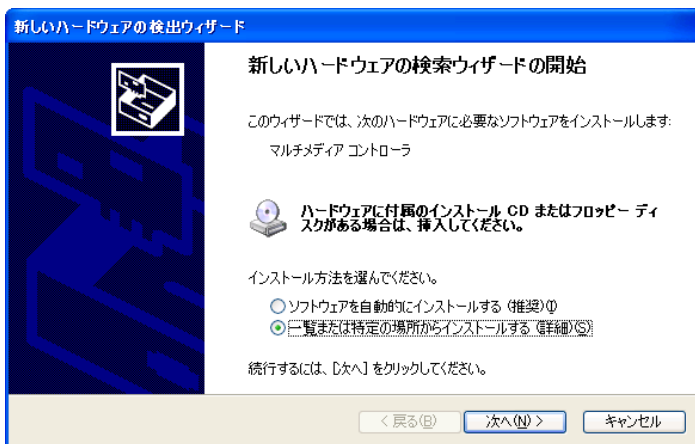 新しいハードウェアの検出ウィザード
新しいハードウェアの検索ウィザードの開始
このウィザードでは、次のハードウェアに必要なソフトウェアをインストールします:
マルチメディア コントローラ
ハードウェアに付属のインストール CD またはフロッピー ディ
スクがある場合は、挿入してください。
インストール方法を選んでください。
ソフトウェアを自動的にインストールする (推奨)(I)
一覧または特定の場所からインストールする (詳細)(S)
続行するには、[次へ] をクリックしてください。
< 戻る(B) 次へ(N) > キャンセル